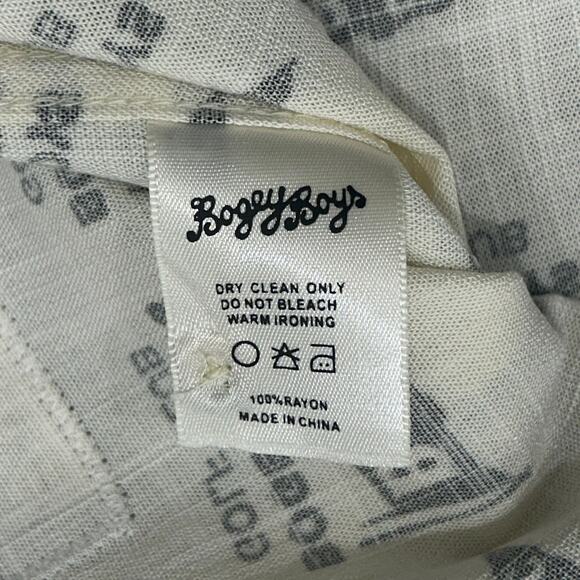 Bogey Boys
DRY CLEAN ONLY
DO NOT BLEACH
WARM IRONING
100%RAYON
MADE IN CHINA